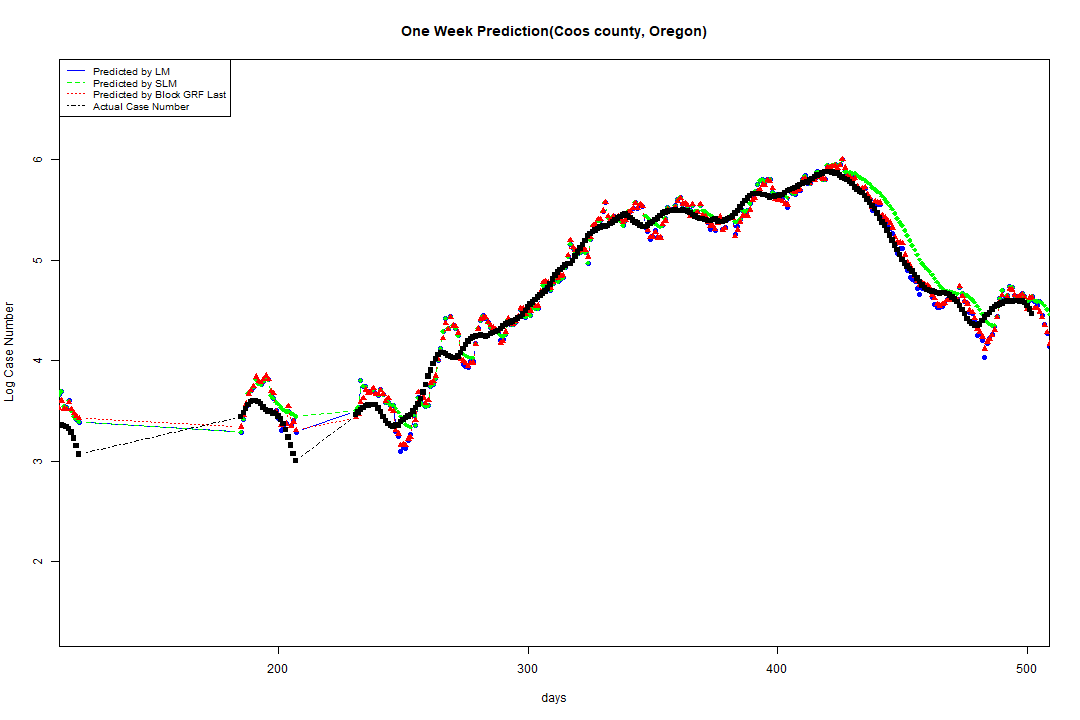 One Week Prediction(Coos county, Oregon)
Predicted by LM
Predicted by SLM
Predicted by Block GRF Last
Actual Case Number
6
5
4
3
2
Log Case Number
200 300 400 500
days